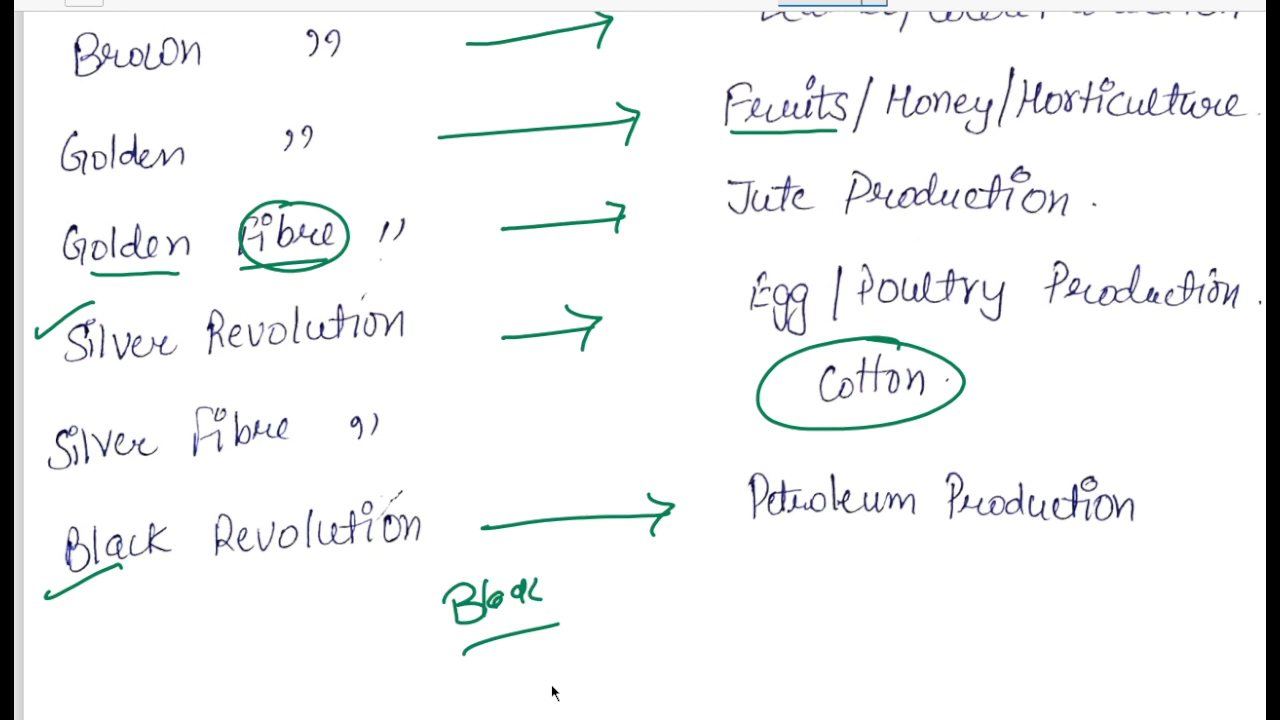 Brown ,,
Golden ,, Fruits/Honey/Horticulture.
Golden Fibre ,, Jute Production.
Silver Revolution Egg/Poultry Production.
Silver Fibre ,, Cotton.
Black Revolution Petroleum Production
Blac